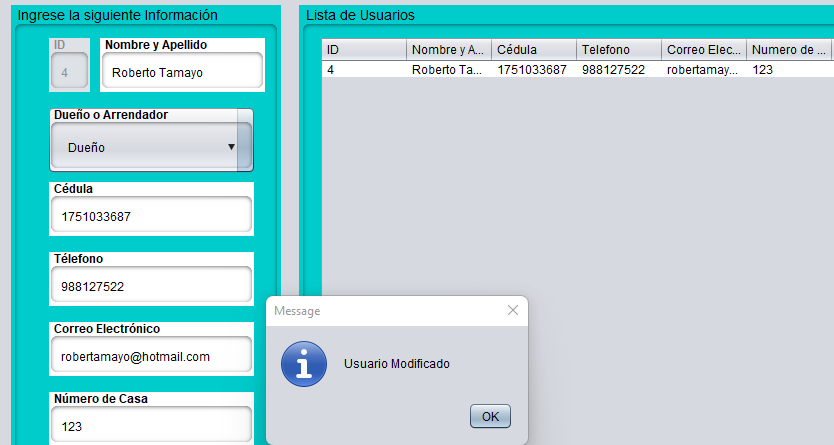 Ingrese la siguiente Información
ID
4
Nombre y Apellido
Roberto Tamayo
Dueño o Arrendador
Dueño
Cédula
1751033687
Télefono
988127522
Correo Electrónico
robertamayo@hotmail.com
Número de Casa
123
Lista de Usuarios
ID Nombre y A... Cédula Telefono Correo Elec... Numero de ...
4 Roberto Ta... 1751033687 988127522 robertamay... 123
Message
Usuario Modificado
OK